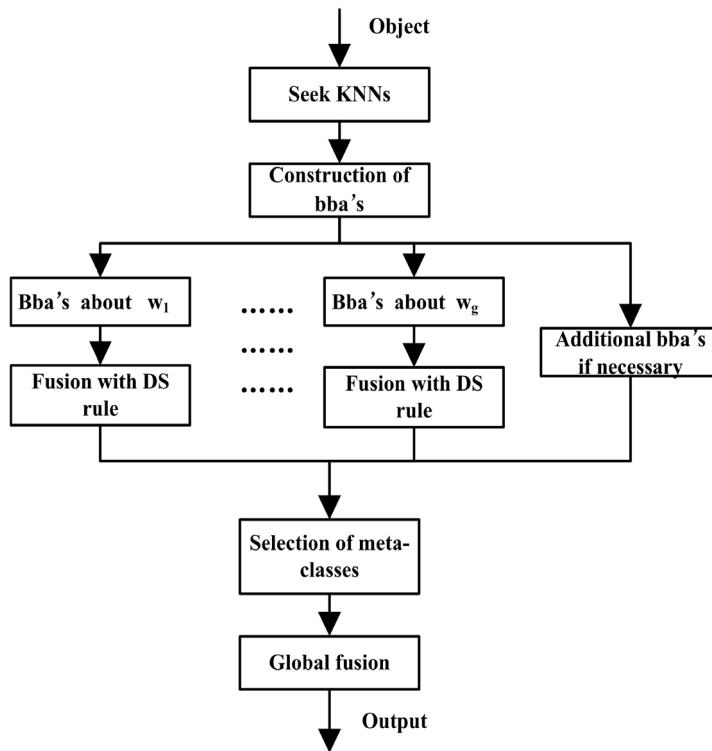 Object
Seek KNNs
Construction of
bba's
Bba's about w₁
……
Bba's about w_g
……
Additional bba's
if necessary
Fusion with DS
rule
……
Fusion with DS
rule
Selection of meta-
classes
Global fusion
Output